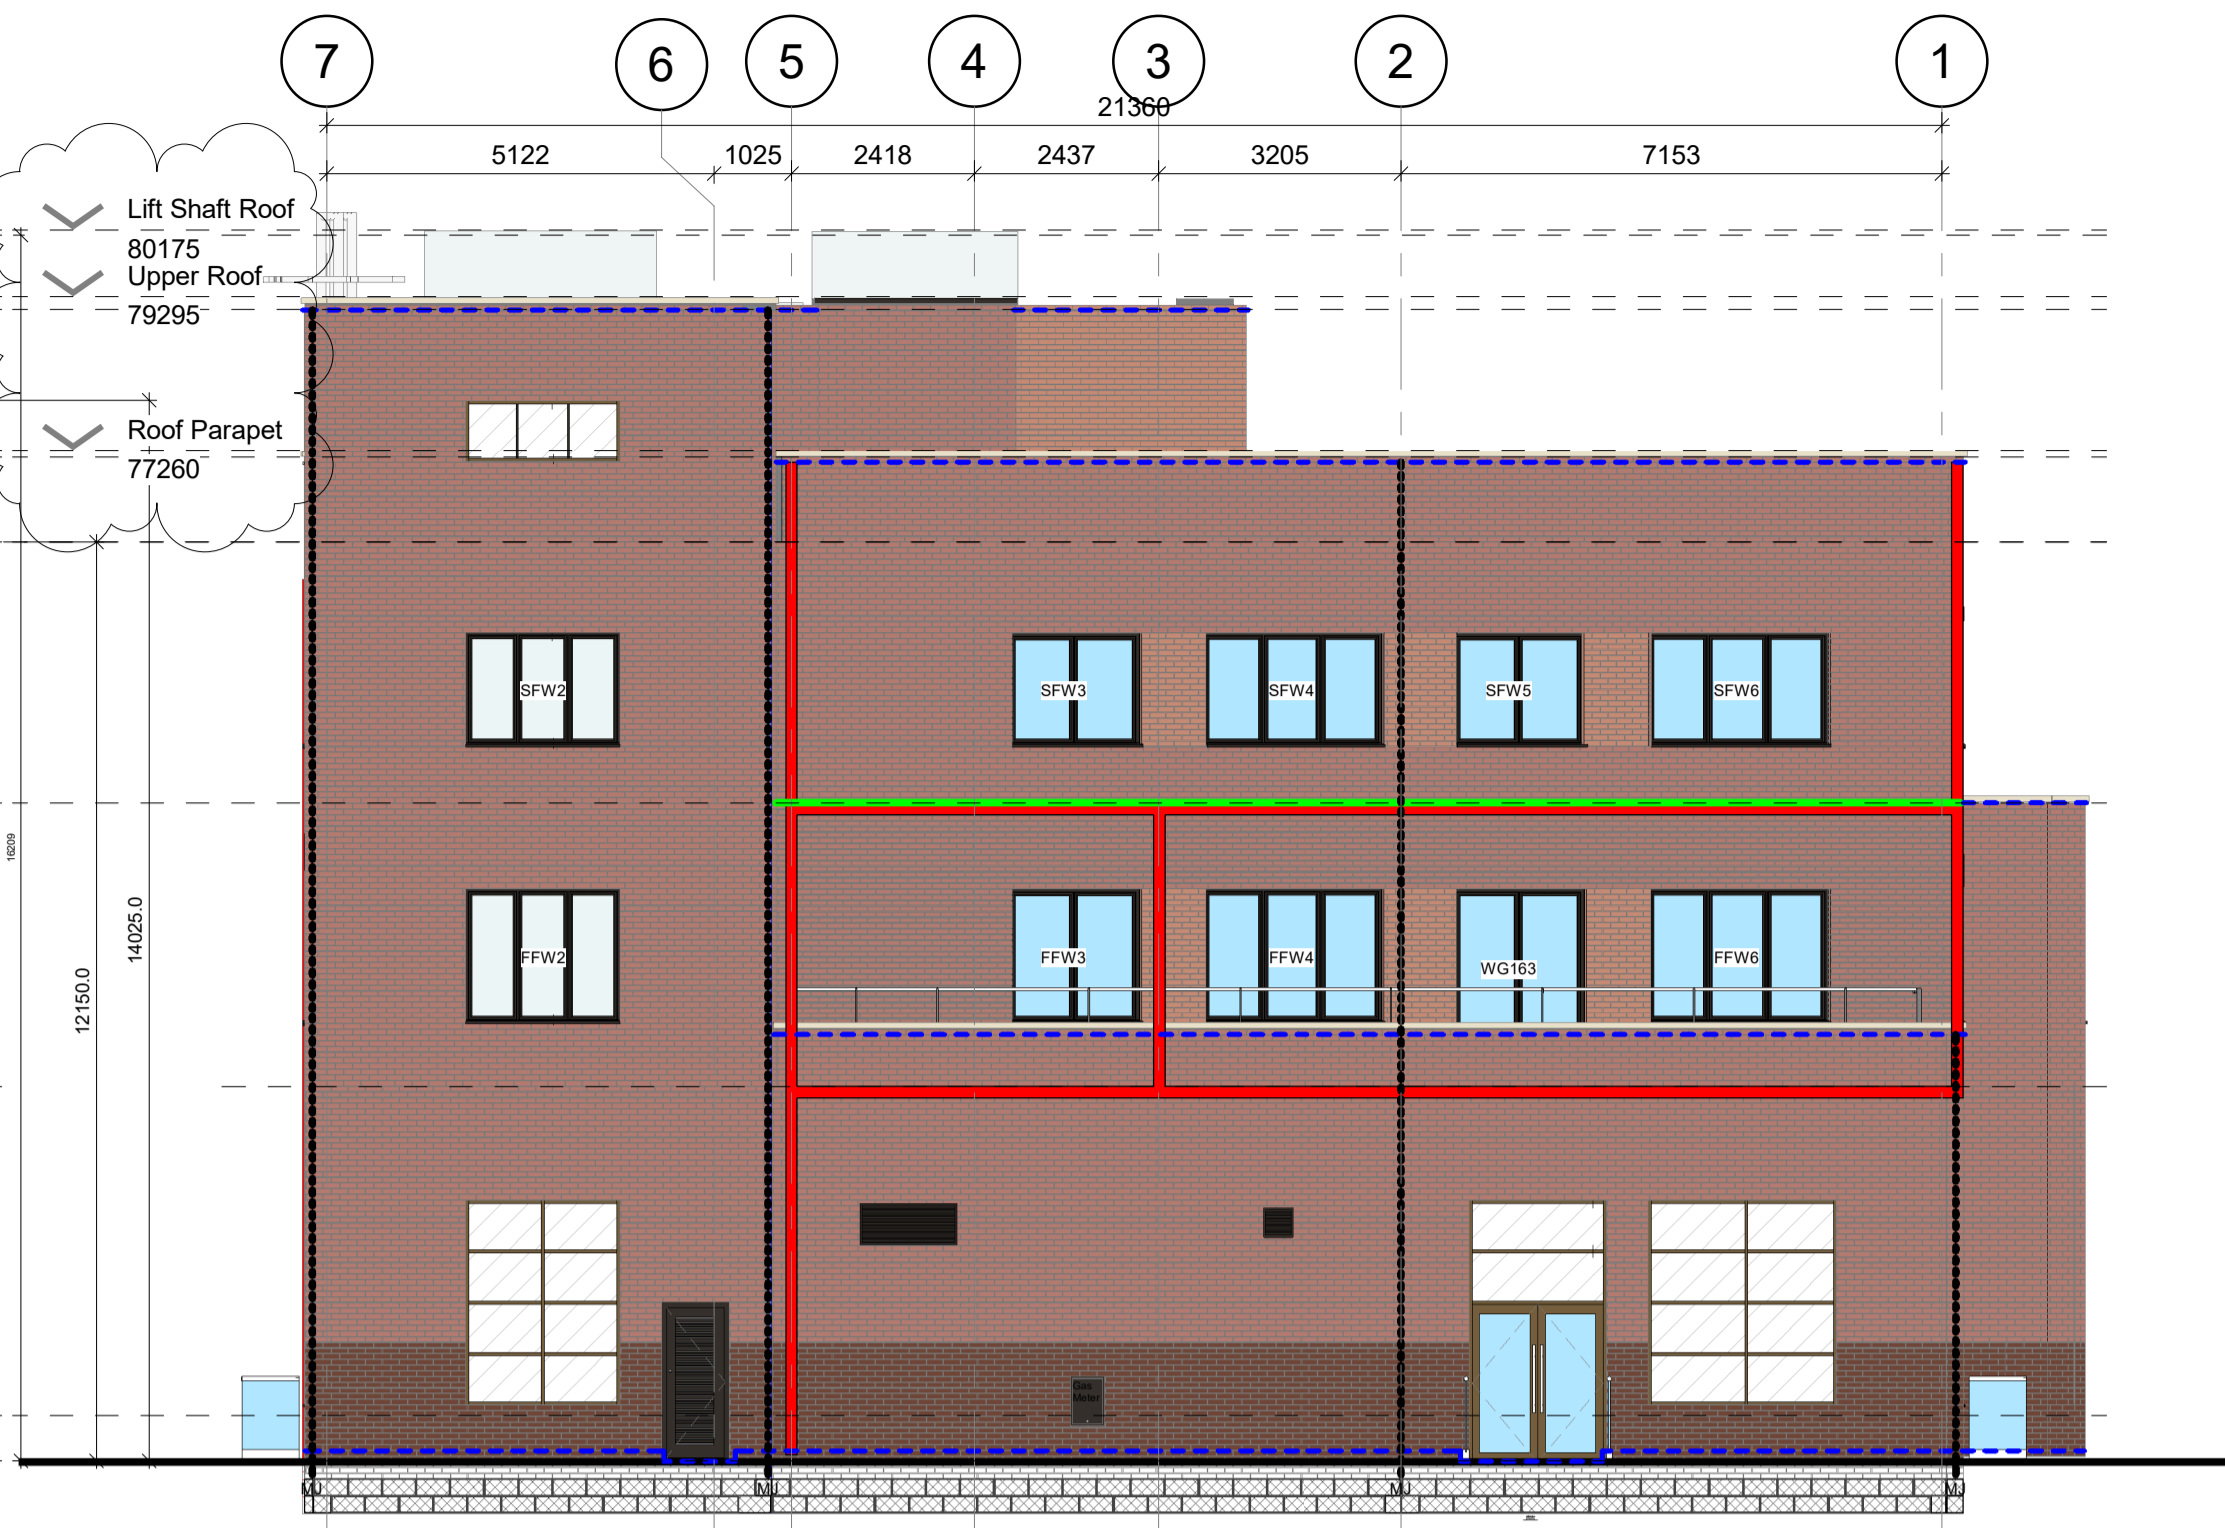 7 6 5 4 3 2 1
21360
5122 1025 2418 2437 3205 7153
Lift Shaft Roof
80175
Upper Roof
79295
Roof Parapet
77260
SFW2 SFW3 SFW4 SFW5 SFW6
16209
14025.0
12150.0
FFW2 FFW3 FFW4 WG163 FFW6
Gas
Meter
MJ MJ MJ MJ